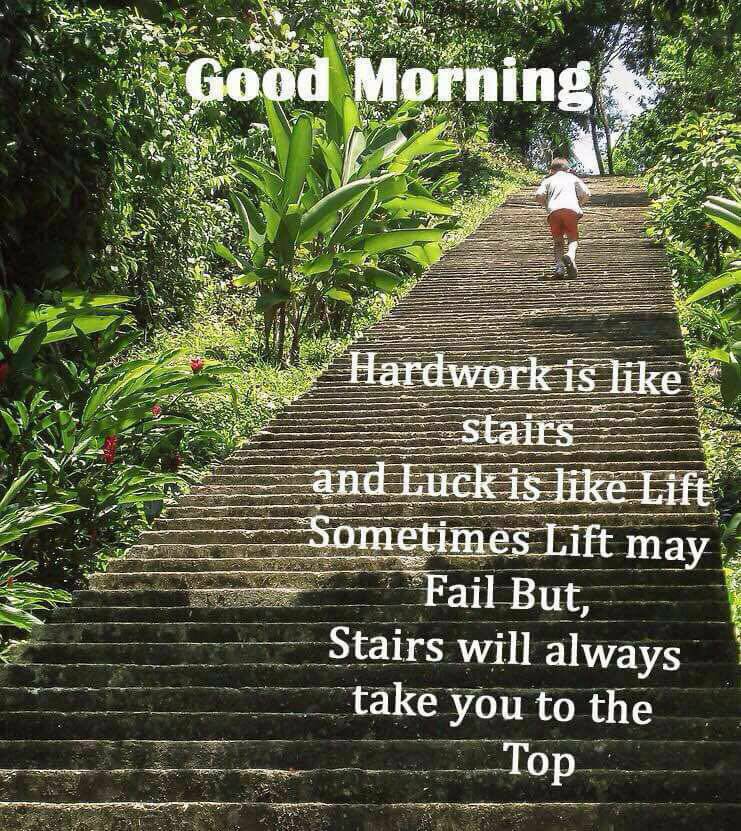 Good Morning
Hardwork is like
stairs
and Luck is like Lift
Sometimes Lift may
Fail But,
Stairs will always
take you to the
Top